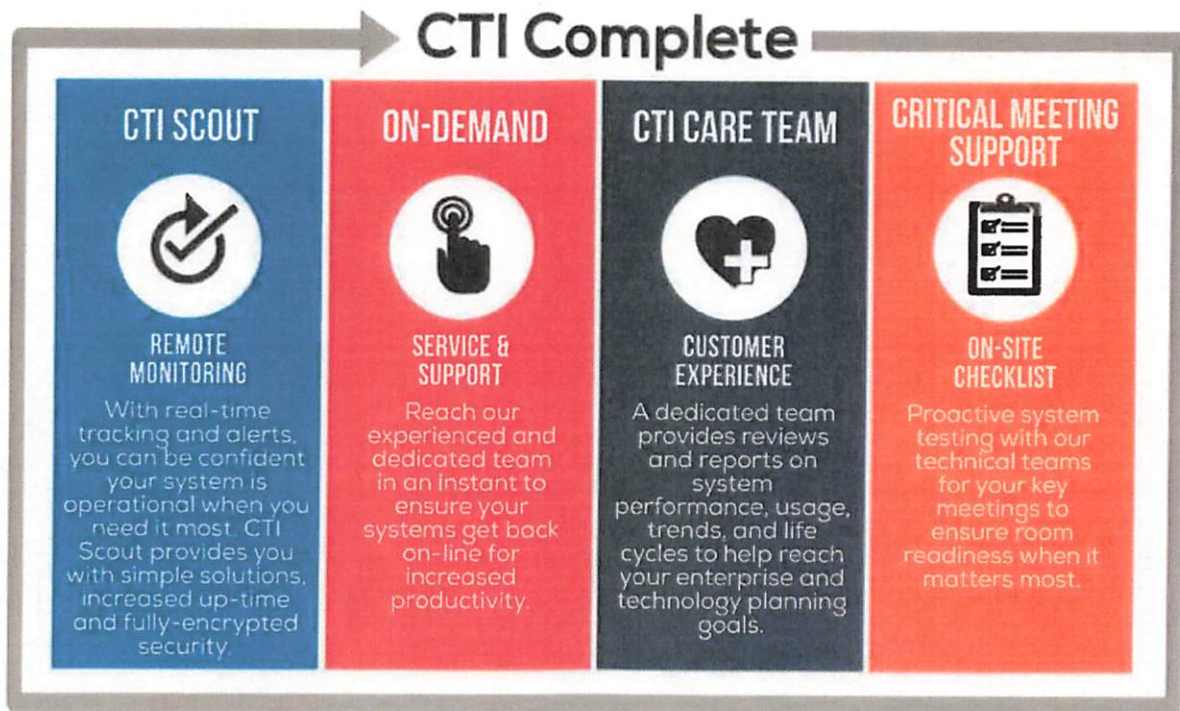 CTI Complete
CTI SCOUT
REMOTE
MONITORING
With real-time
tracking and alerts,
you can be confident
your system is
operational when you
need it most. CTI
Scout provides you
with simple solutions,
increased up-time
and fully-encrypted
security.
ON-DEMAND
SERVICE &
SUPPORT
Reach our
experienced and
dedicated team
in an instant to
ensure your
systems get back
on-line for
increased
productivity.
CTI CARE TEAM
CUSTOMER
EXPERIENCE
A dedicated team
provides reviews
and reports on
system
performance, usage,
trends, and life
cycles to help reach
your enterprise and
technology planning
goals.
CRITICAL MEETING
SUPPORT
ON-SITE
CHECKLIST
Proactive system
testing with our
technical teams
for your key
meetings to
ensure room
readiness when it
matters most.